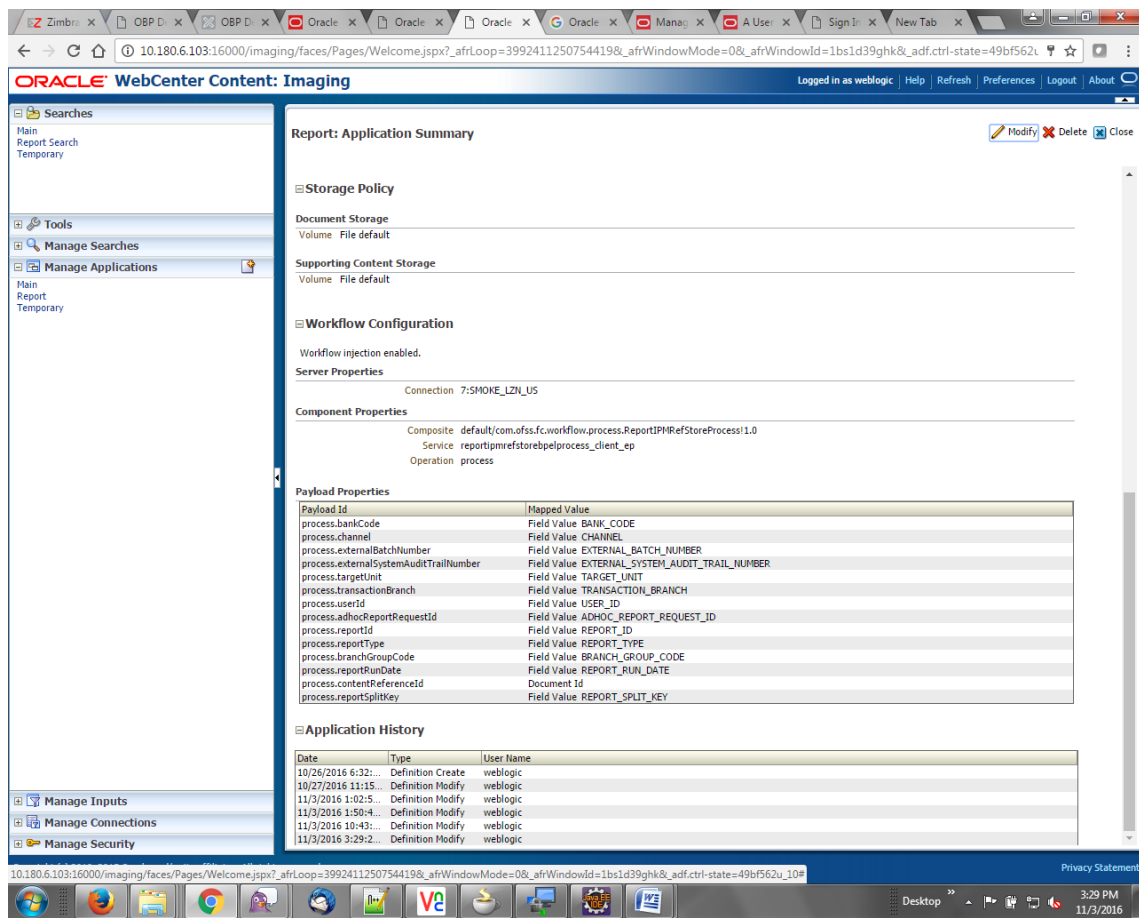 Zimbra
OBP D
OBP D
Oracle
Oracle
Oracle
Oracle
Manag
A User
Sign In
New Tab
10.180.6.103:16000/imaging/faces/Pages/Welcome.jspx?_afrLoop=3992411250754419&_afrWindowMode=0&_afrWindowId=1bs1d39ghk&_adf.ctrl-state=49bf562u
ORACLE WebCenter Content: Imaging
Logged in as weblogic | Help | Refresh | Preferences | Logout | About
Searches
Main
Report Search
Temporary
Tools
Manage Searches
Manage Applications
Main
Report
Temporary
Manage Inputs
Manage Connections
Manage Security
Report: Application Summary
Modify Delete Close
Storage Policy
Document Storage
Volume File default
Supporting Content Storage
Volume File default
Workflow Configuration
Workflow injection enabled.
Server Properties
Connection 7:SMOKE_LZN_US
Component Properties
Composite default/com.ofss.fc.workflow.process.ReportIPMRefStoreProcess!1.0
Service reportipmrefstorebpelprocess_client_ep
Operation process
Payload Properties
Payload Id Mapped Value
process.bankCode Field Value BANK_CODE
process.channel Field Value CHANNEL
process.externalBatchNumber Field Value EXTERNAL_BATCH_NUMBER
process.externalSystemAuditTrailNumber Field Value EXTERNAL_SYSTEM_AUDIT_TRAIL_NUMBER
process.targetUnit Field Value TARGET_UNIT
process.transactionBranch Field Value TRANSACTION_BRANCH
process.userId Field Value USER_ID
process.adhocReportRequestId Field Value ADHOC_REPORT_REQUEST_ID
process.reportId Field Value REPORT_ID
process.reportType Field Value REPORT_TYPE
process.branchGroupCode Field Value BRANCH_GROUP_CODE
process.reportRunDate Field Value REPORT_RUN_DATE
process.contentReferenceId Document Id
process.reportSplitKey Field Value REPORT_SPLIT_KEY
Application History
Date Type User Name
10/26/2016 6:32:... Definition Create weblogic
10/27/2016 11:15... Definition Modify weblogic
11/3/2016 1:02:5... Definition Modify weblogic
11/3/2016 1:50:4... Definition Modify weblogic
11/3/2016 10:43:... Definition Modify weblogic
11/3/2016 3:29:2... Definition Modify weblogic
10.180.6.103:16000/imaging/faces/Pages/Welcome.jspx?_afrLoop=3992411250754419&_afrWindowMode=0&_afrWindowId=1bs1d39ghk&_adf.ctrl-state=49bf562u_10#
Privacy Statement
Desktop
3:29 PM
11/3/2016